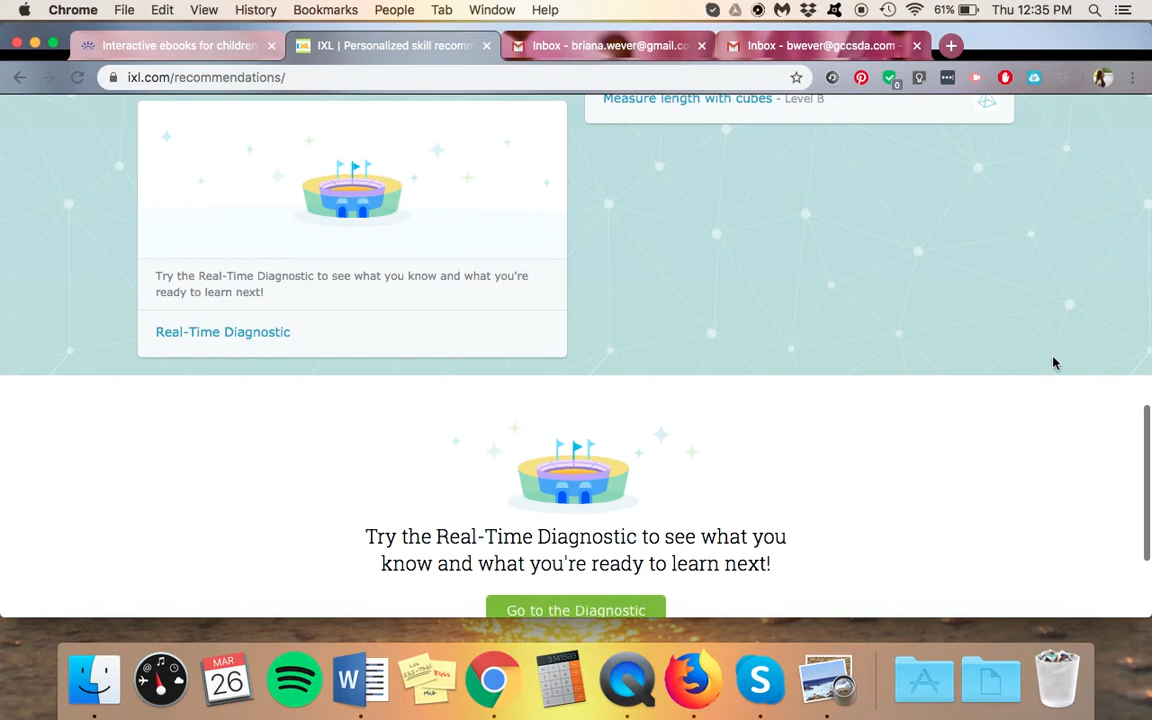 Chrome File Edit View History Bookmarks People Tab Window Help 61% Thu 12:35 PM
Interactive ebooks for children IXL | Personalized skill recomm Inbox - briana.wever@gmail.co Inbox - bwever@gccsda.com -
ixl.com/recommendations/
0
Measure length with cubes - Level B
Try the Real-Time Diagnostic to see what you know and what you're
ready to learn next!
Real-Time Diagnostic
Try the Real-Time Diagnostic to see what you
know and what you're ready to learn next!
Go to the Diagnostic
MAR
26
W
MILK